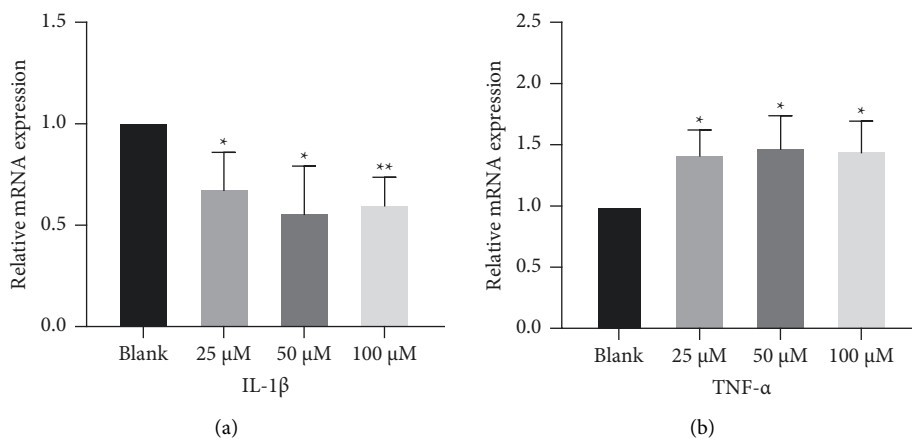 Relative mRNA expression
1.5
1.0
0.5
0.0
*
*
**
Blank
25 μM
50 μM
100 μM
IL-1β
(a)
Relative mRNA expression
2.5
2.0
1.5
1.0
0.5
0.0
*
*
*
Blank
25 μM
50 μM
100 μM
TNF-α
(b)